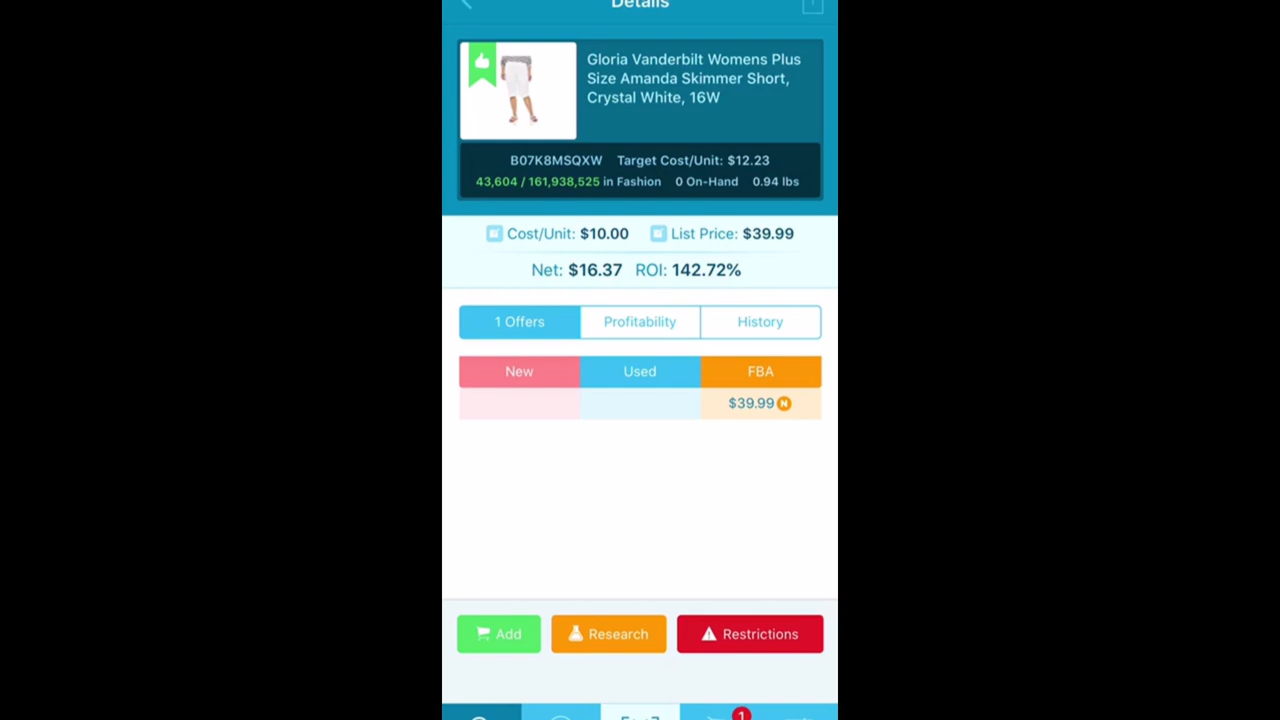 Details
Gloria Vanderbilt Womens Plus
Size Amanda Skimmer Short,
Crystal White, 16W
B07K8MSQXW Target Cost/Unit: $12.23
43,604 / 161,938,525 in Fashion 0 On-Hand 0.94 lbs
Cost/Unit: $10.00 List Price: $39.99
Net: $16.37 ROI: 142.72%
1 Offers Profitability History
New Used FBA
$39.99 N
Add Research Restrictions
1